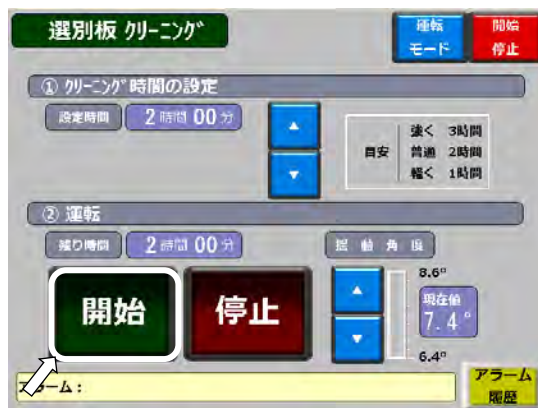 選別板 ｸﾘｰﾆﾝｸﾞ
運転
モード
開始
停止
① ｸﾘｰﾆﾝｸﾞ時間の設定
設定時間 2時間00分
目安
強く 3時間
普通 2時間
軽く 1時間
② 運転
残り時間 2時間00分
揺動角度
開始
停止
8.6°
現在値
7.4°
6.4°
アラーム：
アラーム
履歴